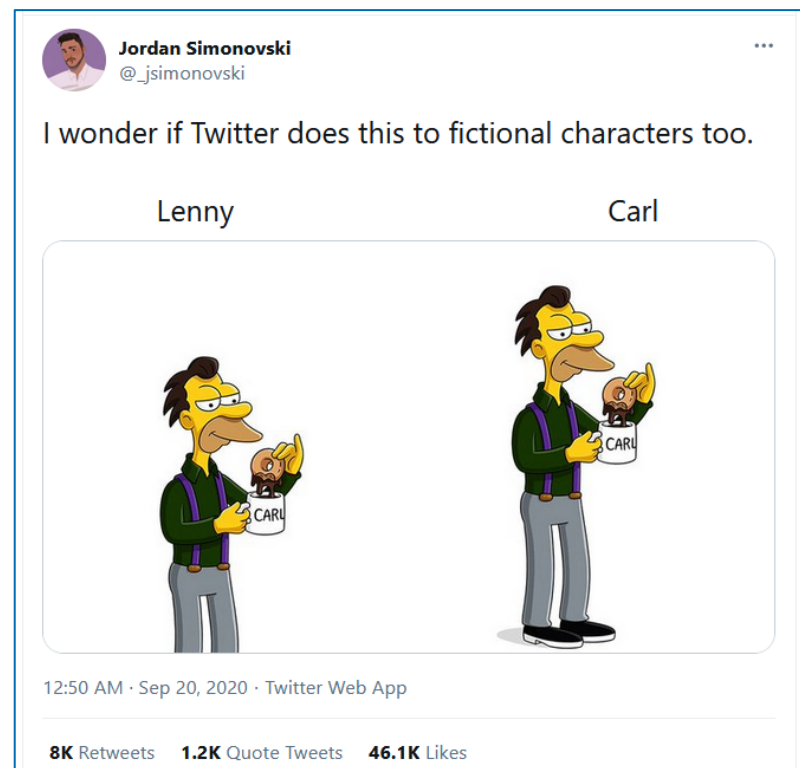 Jordan Simonovski
@_jsimonovski
I wonder if Twitter does this to fictional characters too.
Lenny Carl
CARL
CARL
12:50 AM · Sep 20, 2020 · Twitter Web App
8K Retweets 1.2K Quote Tweets 46.1K Likes